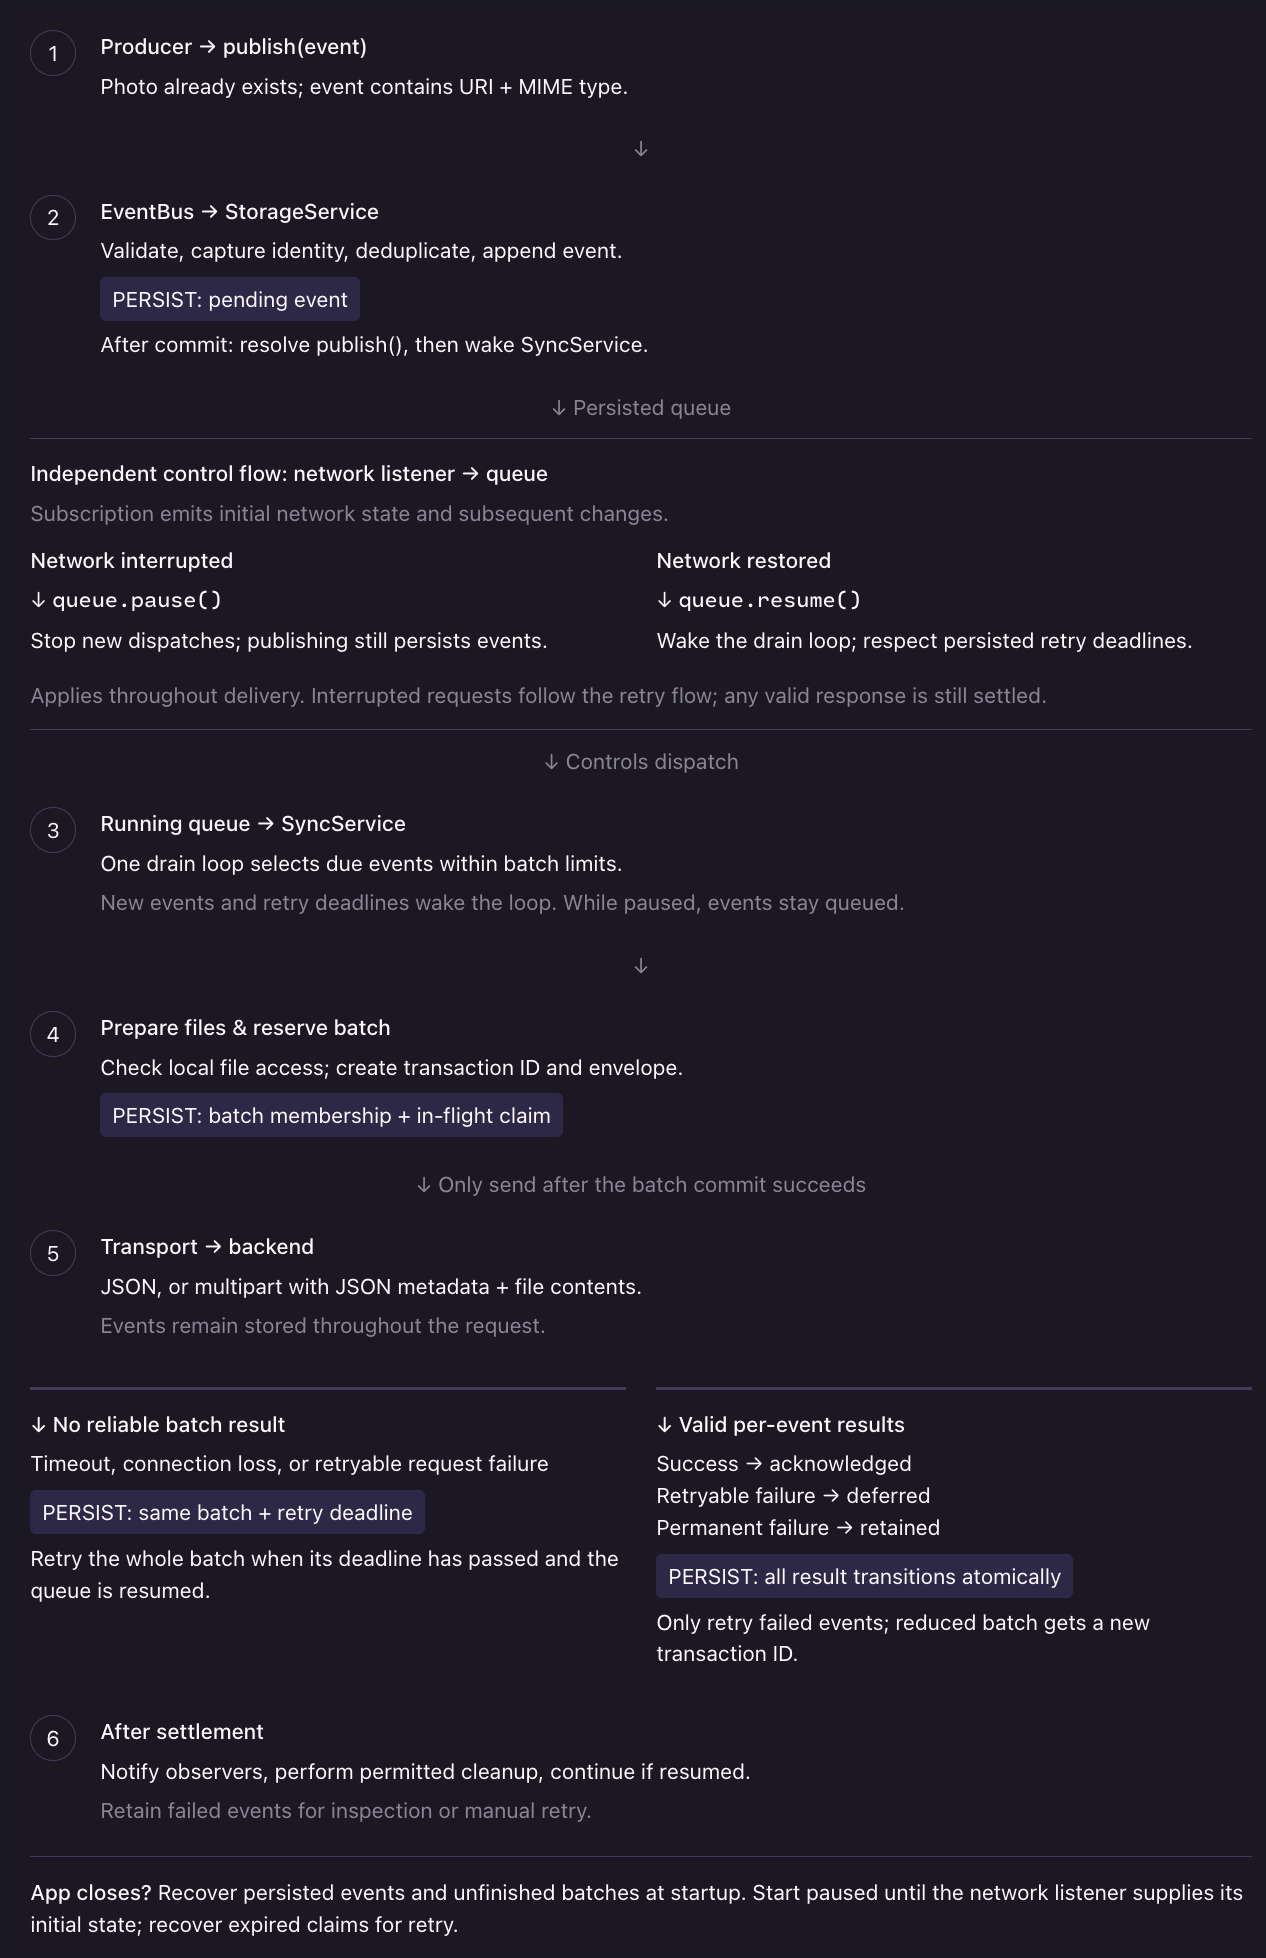 1
Producer → publish(event)
Photo already exists; event contains URI + MIME type.
↓
2
EventBus → StorageService
Validate, capture identity, deduplicate, append event.
PERSIST: pending event
After commit: resolve publish(), then wake SyncService.
↓ Persisted queue
Independent control flow: network listener → queue
Subscription emits initial network state and subsequent changes.
Network interrupted
↓ queue.pause()
Stop new dispatches; publishing still persists events.
Network restored
↓ queue.resume()
Wake the drain loop; respect persisted retry deadlines.
Applies throughout delivery. Interrupted requests follow the retry flow; any valid response is still settled.
↓ Controls dispatch
3
Running queue → SyncService
One drain loop selects due events within batch limits.
New events and retry deadlines wake the loop. While paused, events stay queued.
↓
4
Prepare files & reserve batch
Check local file access; create transaction ID and envelope.
PERSIST: batch membership + in-flight claim
↓ Only send after the batch commit succeeds
5
Transport → backend
JSON, or multipart with JSON metadata + file contents.
Events remain stored throughout the request.
↓ No reliable batch result
Timeout, connection loss, or retryable request failure
PERSIST: same batch + retry deadline
Retry the whole batch when its deadline has passed and the
queue is resumed.
↓ Valid per-event results
Success → acknowledged
Retryable failure → deferred
Permanent failure → retained
PERSIST: all result transitions atomically
Only retry failed events; reduced batch gets a new
transaction ID.
6
After settlement
Notify observers, perform permitted cleanup, continue if resumed.
Retain failed events for inspection or manual retry.
App closes? Recover persisted events and unfinished batches at startup. Start paused until the network listener supplies its
initial state; recover expired claims for retry.